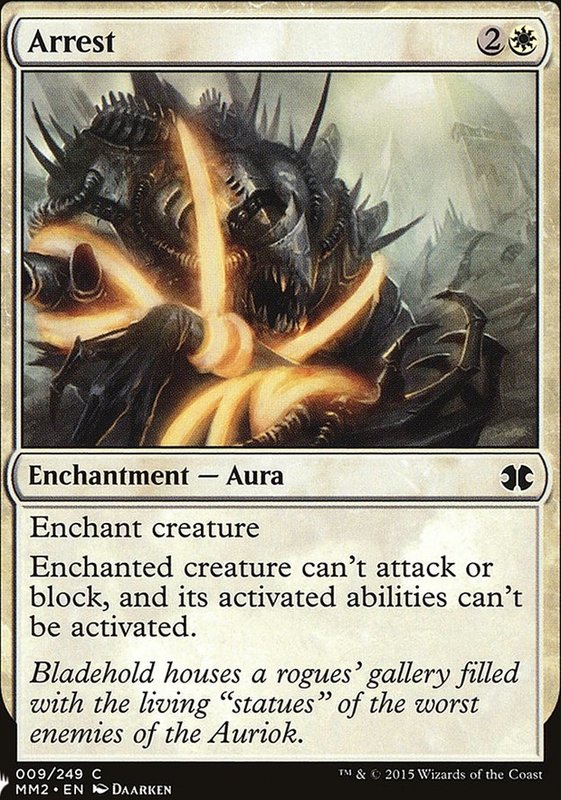 Arrest 2
Enchantment — Aura
Enchant creature
Enchanted creature can't attack or
block, and its activated abilities can't
be activated.
Bladehold houses a rogues' gallery filled
with the living “statues” of the worst
enemies of the Auriok.
009/249 C
MM2 • EN DAARKEN
™ & © 2015 Wizards of the Coast